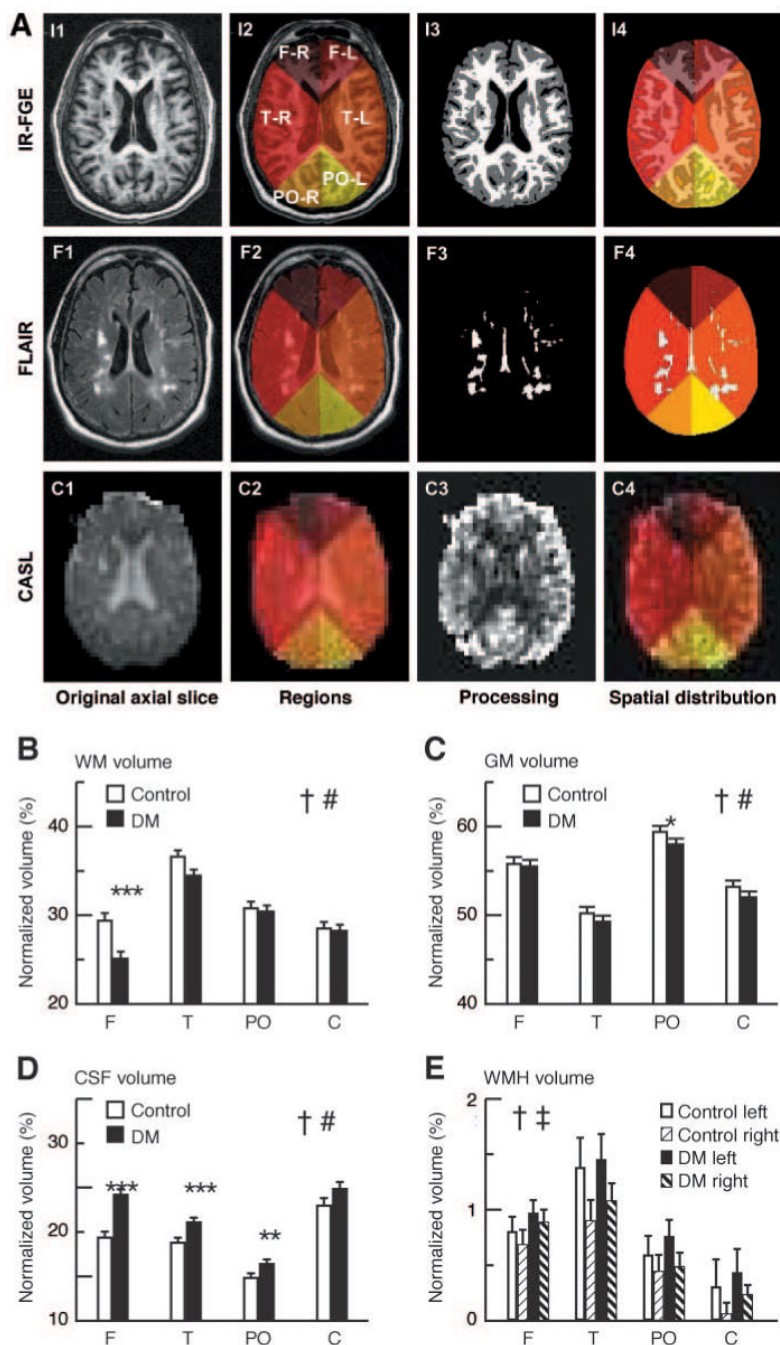 A
IR-FGE
I1
I2
I3
I4
F-R
F-L
T-R
T-L
PO-R
PO-L
FLAIR
F1
F2
F3
F4
CASL
C1
C2
C3
C4
Original axial slice
Regions
Processing
Spatial distribution
B
WM volume
Control
DM
† #
***
Normalized volume (%)
40
30
20
F
T
PO
C
C
GM volume
Control
DM
† #
*
Normalized volume (%)
60
50
40
F
T
PO
C
D
CSF volume
Control
DM
† #
***
***
**
Normalized volume (%)
30
20
10
F
T
PO
C
E
WMH volume
† ‡
Control left
Control right
DM left
DM right
Normalized volume (%)
2
1
0
F
T
PO
C